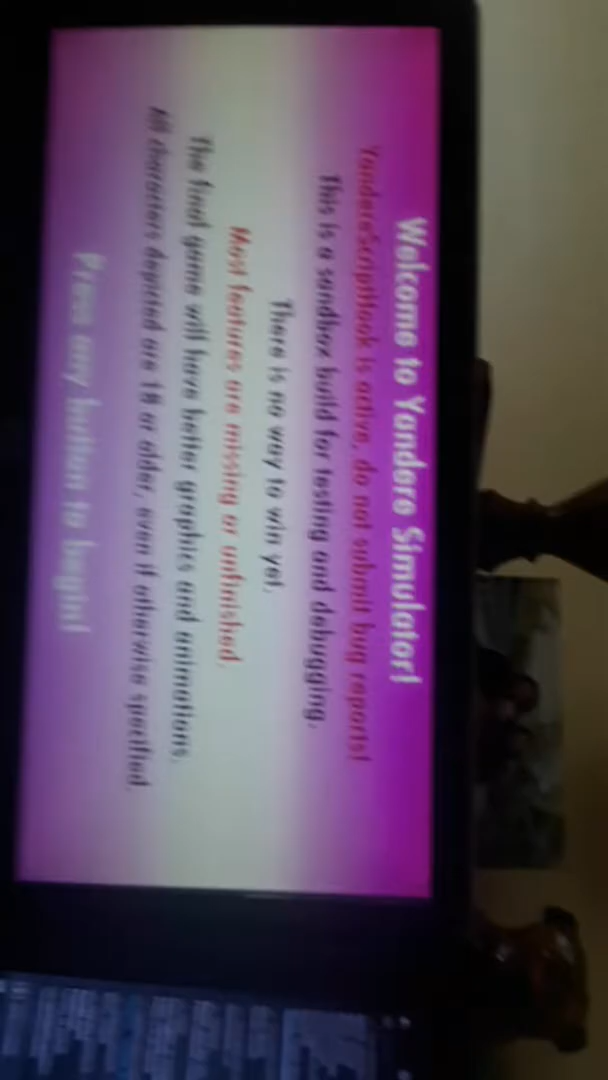 Welcome to Yandere Simulator!
YandereScriptHook is active, do not submit bug reports!
This is a sandbox build for testing and debugging.
There is no way to win yet.
Most features are missing or unfinished.
The final game will have better graphics and animations.
All characters depicted are 18 or older, even if otherwise specified.
Press any button to begin!